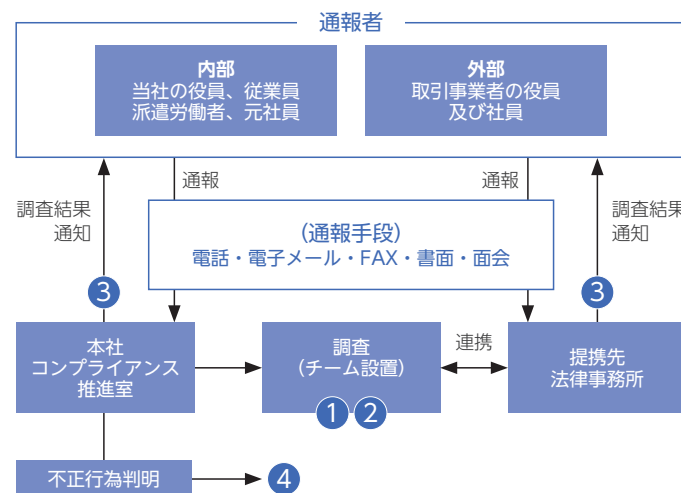 通報者
内部
当社の役員、従業員
派遣労働者、元社員
外部
取引事業者の役員
及び社員
通報
通報
調査結果
通知
調査結果
通知
(通報手段)
電話・電子メール・FAX・書面・面会
3
3
本社
コンプライアンス
推進室
調査
(チーム設置)
1 2
連携
提携先
法律事務所
不正行為判明
4